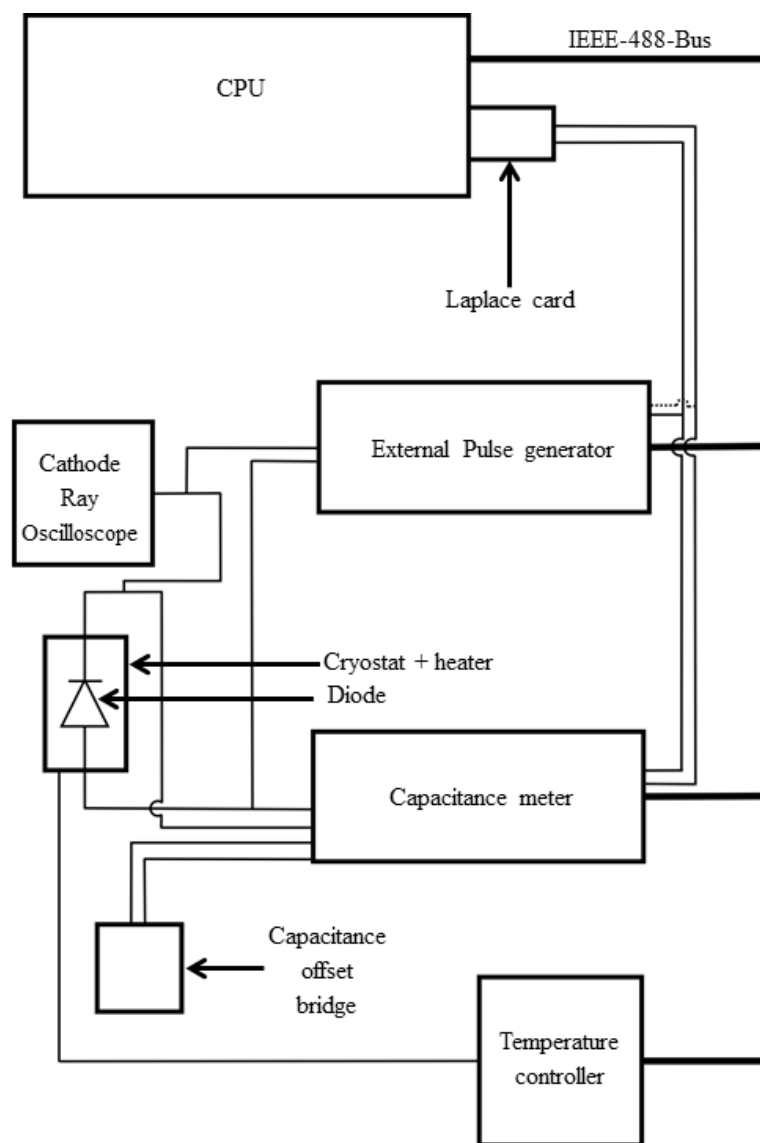 IEEE-488-Bus
CPU
Laplace card
External Pulse generator
Cathode
Ray
Oscilloscope
Cryostat + heater
Diode
Capacitance meter
Capacitance
offset
bridge
Temperature
controller